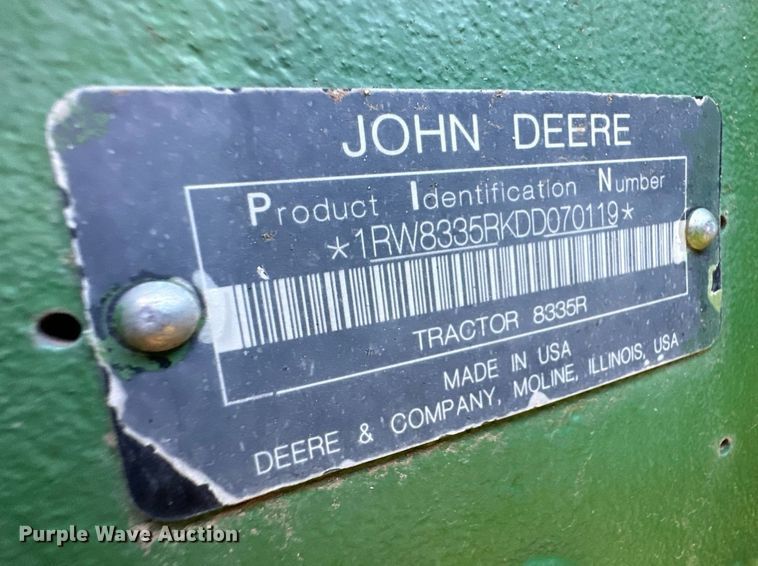 JOHN DEERE
Product Identification Number
*1RW8335RKDD070119*
TRACTOR 8335R
MADE IN USA
DEERE & COMPANY, MOLINE, ILLINOIS, USA
Purple Wave Auction